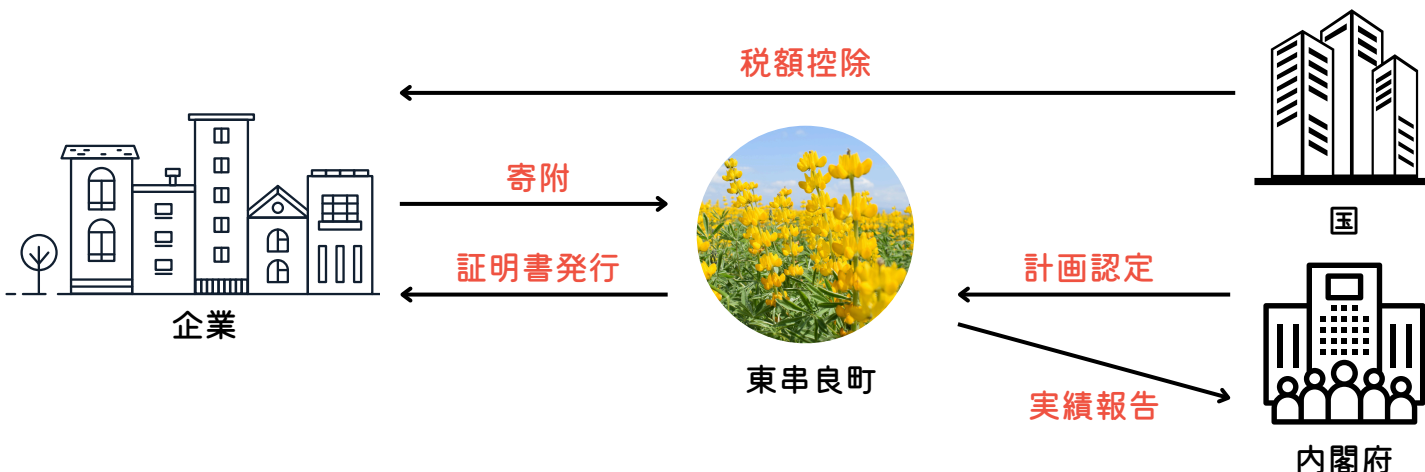 税額控除
寄附
国
証明書発行
計画認定
企業
東串良町
実績報告
内閣府